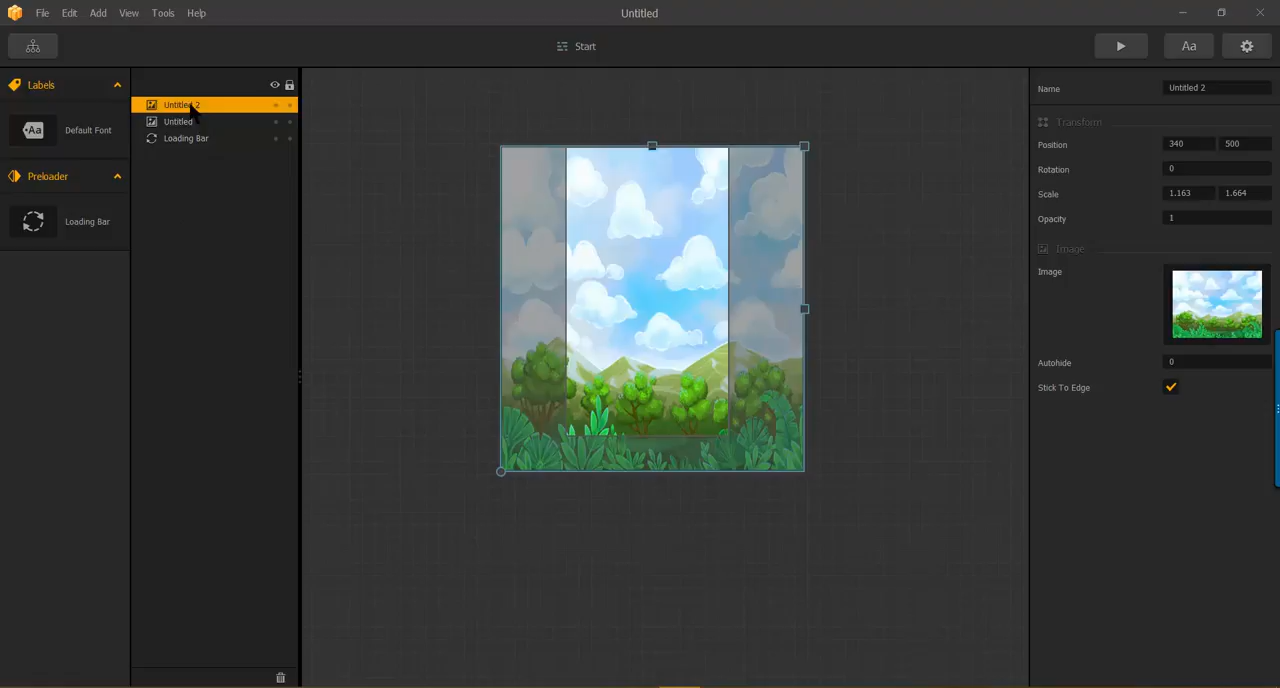 File Edit Add View Tools Help
Untitled
Start
Aa
Labels
Aa Default Font
Preloader
Loading Bar
Untitled 2
Untitled
Loading Bar
Name Untitled 2
Transform
Position 340 500
Rotation 0
Scale 1.163 1.664
Opacity 1
Image
Image
Autohide 0
Stick To Edge